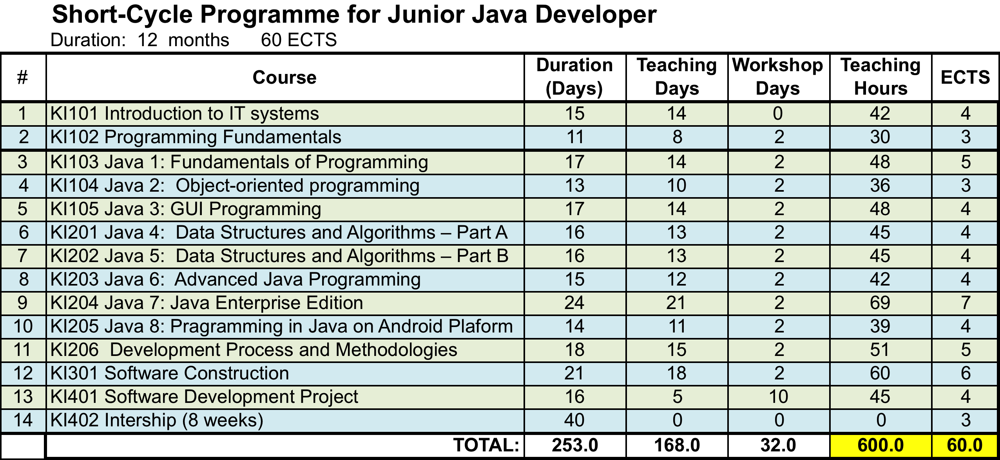 Short-Cycle Programme for Junior Java Developer
Duration: 12 months 60 ECTS
# Course Duration (Days) Teaching Days Workshop Days Teaching Hours ECTS
1 KI101 Introduction to IT systems 15 14 0 42 4
2 KI102 Programming Fundamentals 11 8 2 30 3
3 KI103 Java 1: Fundamentals of Programming 17 14 2 48 5
4 KI104 Java 2: Object-oriented programming 13 10 2 36 3
5 KI105 Java 3: GUI Programming 17 14 2 48 4
6 KI201 Java 4: Data Structures and Algorithms – Part A 16 13 2 45 4
7 KI202 Java 5: Data Structures and Algorithms – Part B 16 13 2 45 4
8 KI203 Java 6: Advanced Java Programming 15 12 2 42 4
9 KI204 Java 7: Java Enterprise Edition 24 21 2 69 7
10 KI205 Java 8: Pragramming in Java on Android Plaform 14 11 2 39 4
11 KI206 Development Process and Methodologies 18 15 2 51 5
12 KI301 Software Construction 21 18 2 60 6
13 KI401 Software Development Project 16 5 10 45 4
14 KI402 Intership (8 weeks) 40 0 0 0 3
TOTAL: 253.0 168.0 32.0 600.0 60.0